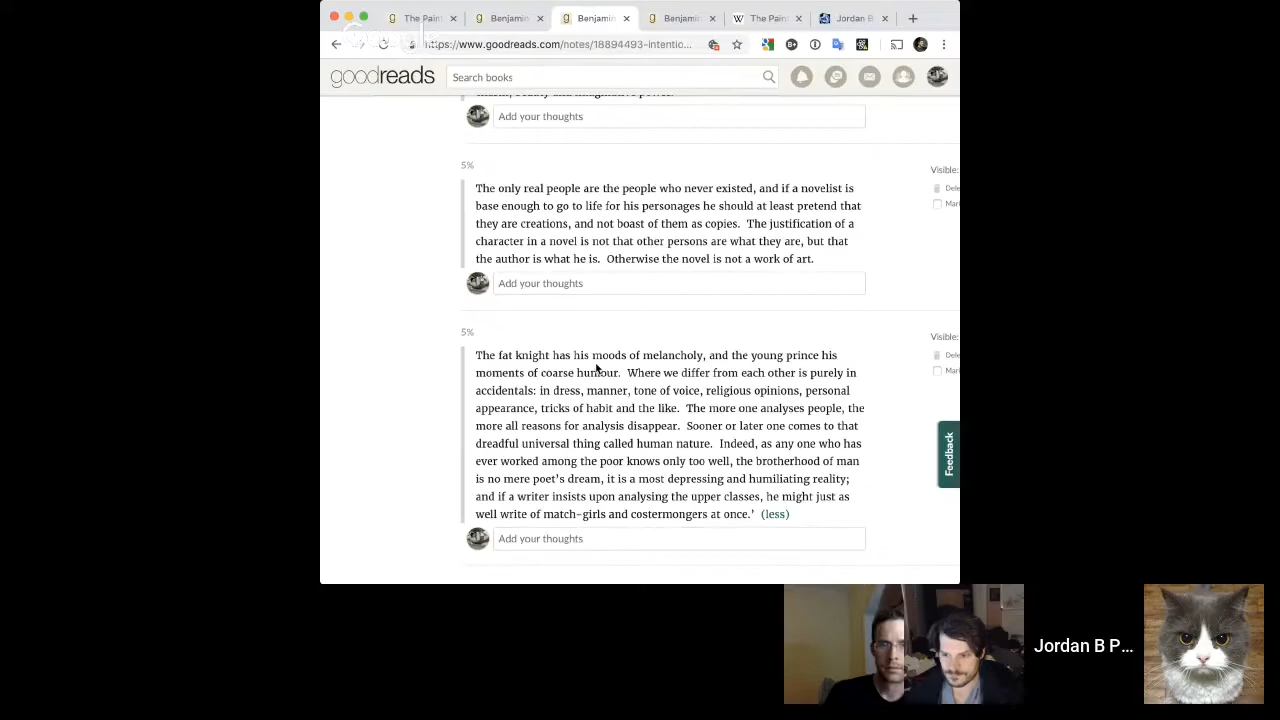 The Paint
Benjamin
Benjamin
Benjamin
The Paint
Jordan B
https://www.goodreads.com/notes/18894493-intentio...
goodreads
Search books
Add your thoughts
5%
Visible:
The only real people are the people who never existed, and if a novelist is
base enough to go to life for his personages he should at least pretend that
they are creations, and not boast of them as copies. The justification of a
character in a novel is not that other persons are what they are, but that
the author is what he is. Otherwise the novel is not a work of art.
Dele
Mar
Add your thoughts
5%
Visible:
The fat knight has his moods of melancholy, and the young prince his
moments of coarse humour. Where we differ from each other is purely in
accidentals: in dress, manner, tone of voice, religious opinions, personal
appearance, tricks of habit and the like. The more one analyses people, the
more all reasons for analysis disappear. Sooner or later one comes to that
dreadful universal thing called human nature. Indeed, as any one who has
ever worked among the poor knows only too well, the brotherhood of man
is no mere poet's dream, it is a most depressing and humiliating reality;
and if a writer insists upon analysing the upper classes, he might just as
well write of match-girls and costermongers at once.' (less)
Dele
Mar
Feedback
Add your thoughts
Jordan B P...